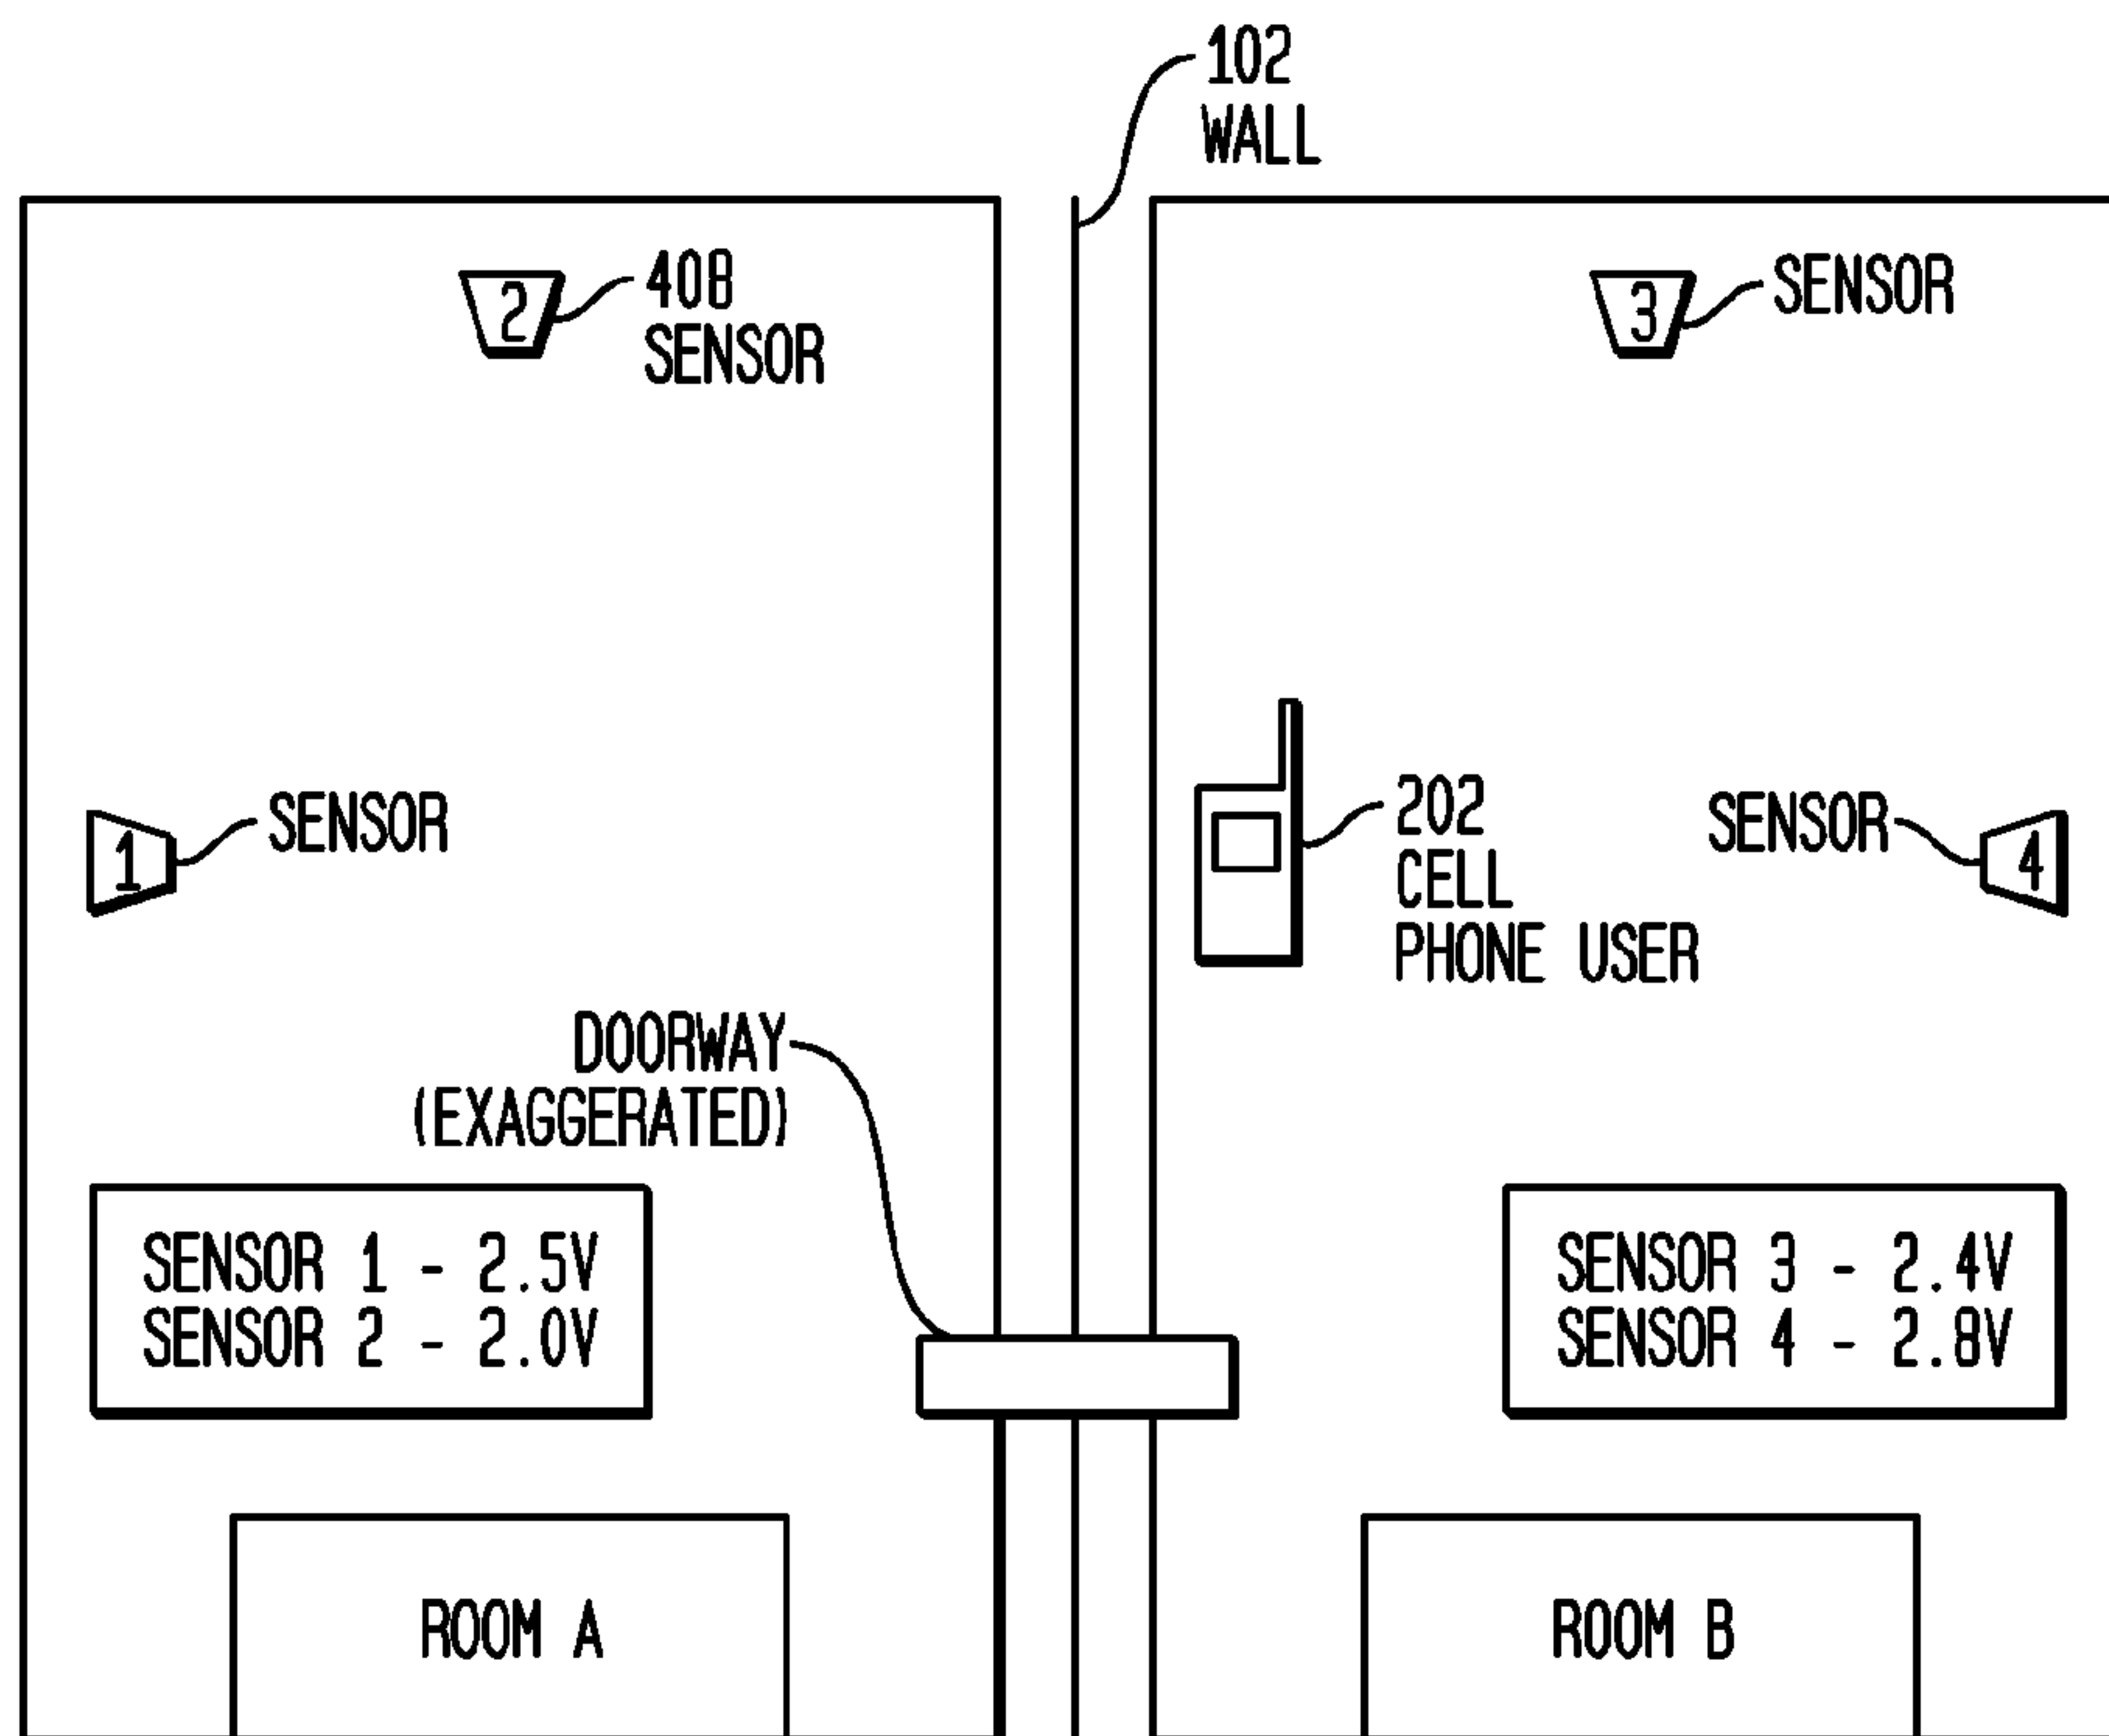 102
WALL
2
40B
SENSOR
3
SENSOR
1
SENSOR
202
CELL
PHONE USER
SENSOR
4
DOORWAY
(EXAGGERATED)
SENSOR 1 - 2.5V
SENSOR 2 - 2.0V
SENSOR 3 - 2.4V
SENSOR 4 - 2.8V
ROOM A
ROOM B